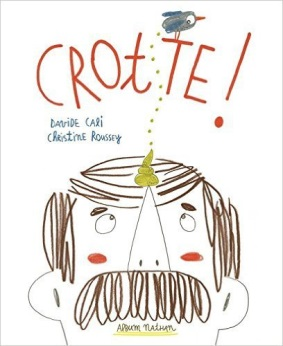 CROtTE!
DAViDE CALi
CHRiSTiNE ROUSSEY
ALBUM NATHAN